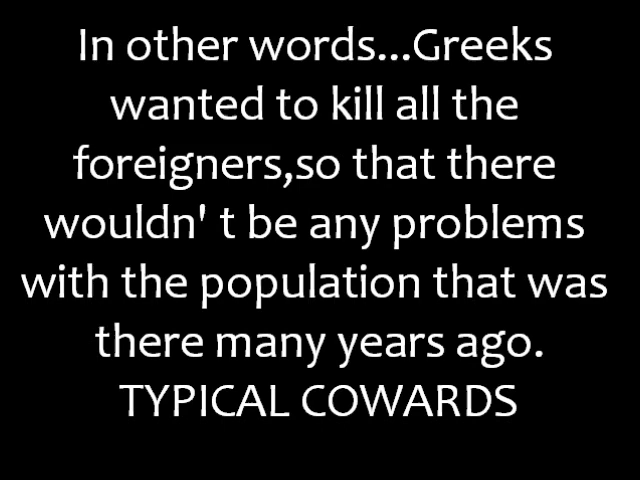 In other words...Greeks
wanted to kill all the
foreigners,so that there
wouldn' t be any problems
with the population that was
there many years ago.
TYPICAL COWARDS